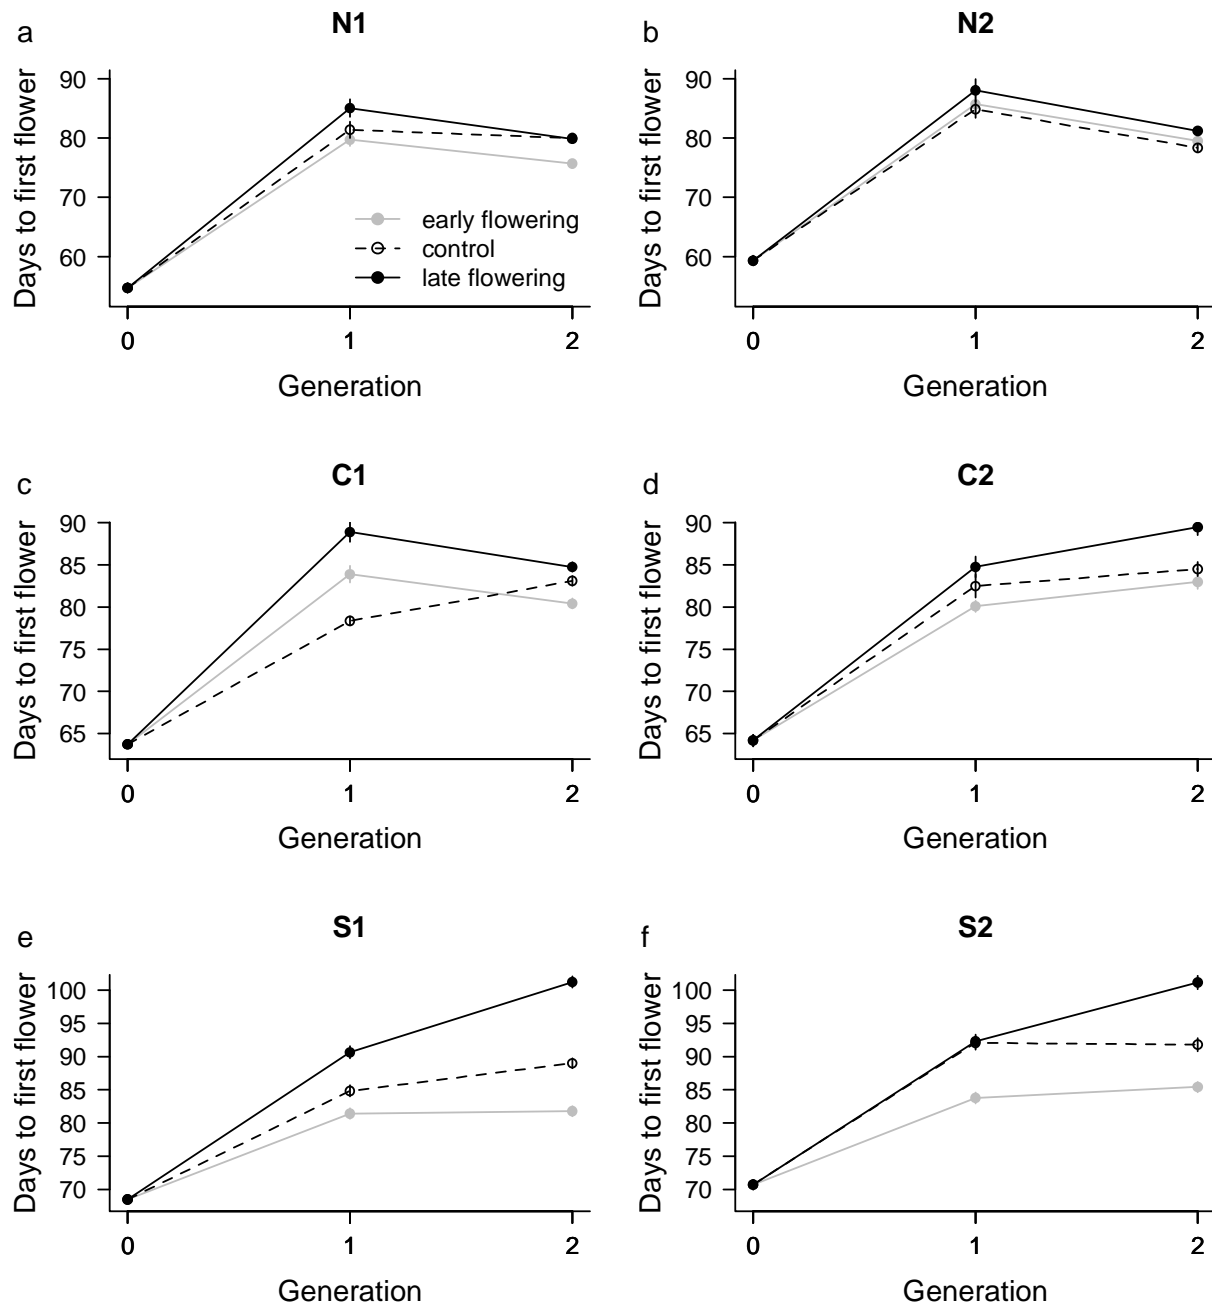 a
N1
Days to first flower
90
80
70
60
early flowering
control
late flowering
0
1
2
Generation
b
N2
Days to first flower
90
80
70
60
0
1
2
Generation
c
C1
Days to first flower
90
85
80
75
70
65
0
1
2
Generation
d
C2
Days to first flower
90
85
80
75
70
65
0
1
2
Generation
e
S1
Days to first flower
100
95
90
85
80
75
70
0
1
2
Generation
f
S2
Days to first flower
100
95
90
85
80
75
70
0
1
2
Generation